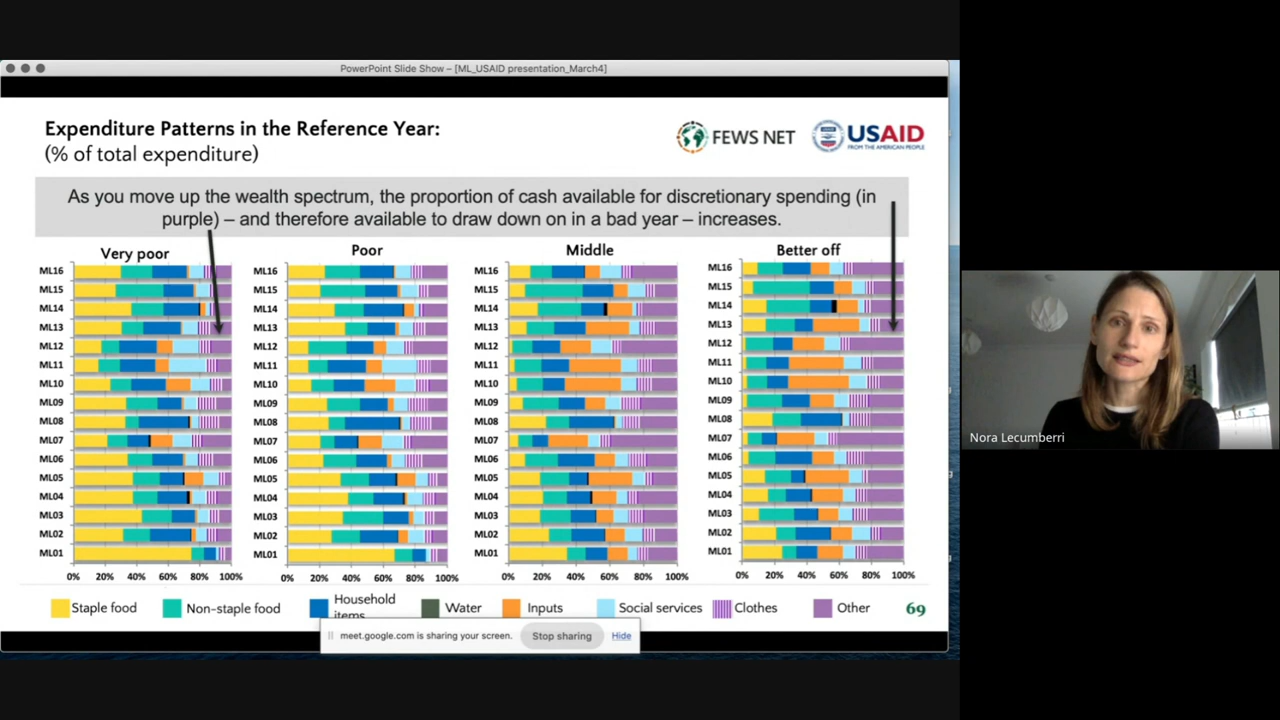 PowerPoint Slide Show – [ML_USAID presentation_March4]
Expenditure Patterns in the Reference Year:
(% of total expenditure)
FEWS NET
USAID
FROM THE AMERICAN PEOPLE
As you move up the wealth spectrum, the proportion of cash available for discretionary spending (in
purple) – and therefore available to draw down on in a bad year – increases.
Very poor
ML16
ML15
ML14
ML13
ML12
ML11
ML10
ML09
ML08
ML07
ML06
ML05
ML04
ML03
ML02
ML01
0% 20% 40% 60% 80% 100%
Poor
ML16
ML15
ML14
ML13
ML12
ML11
ML10
ML09
ML08
ML07
ML06
ML05
ML04
ML03
ML02
ML01
0% 20% 40% 60% 80% 100%
Middle
ML16
ML15
ML14
ML13
ML12
ML11
ML10
ML09
ML08
ML07
ML06
ML05
ML04
ML03
ML02
ML01
0% 20% 40% 60% 80% 100%
Better off
ML16
ML15
ML14
ML13
ML12
ML11
ML10
ML09
ML08
ML07
ML06
ML05
ML04
ML03
ML02
ML01
0% 20% 40% 60% 80% 100%
Staple food Non-staple food Household items Water Inputs Social services Clothes Other 69
meet.google.com is sharing your screen. Stop sharing Hide
Nora Lecumberri